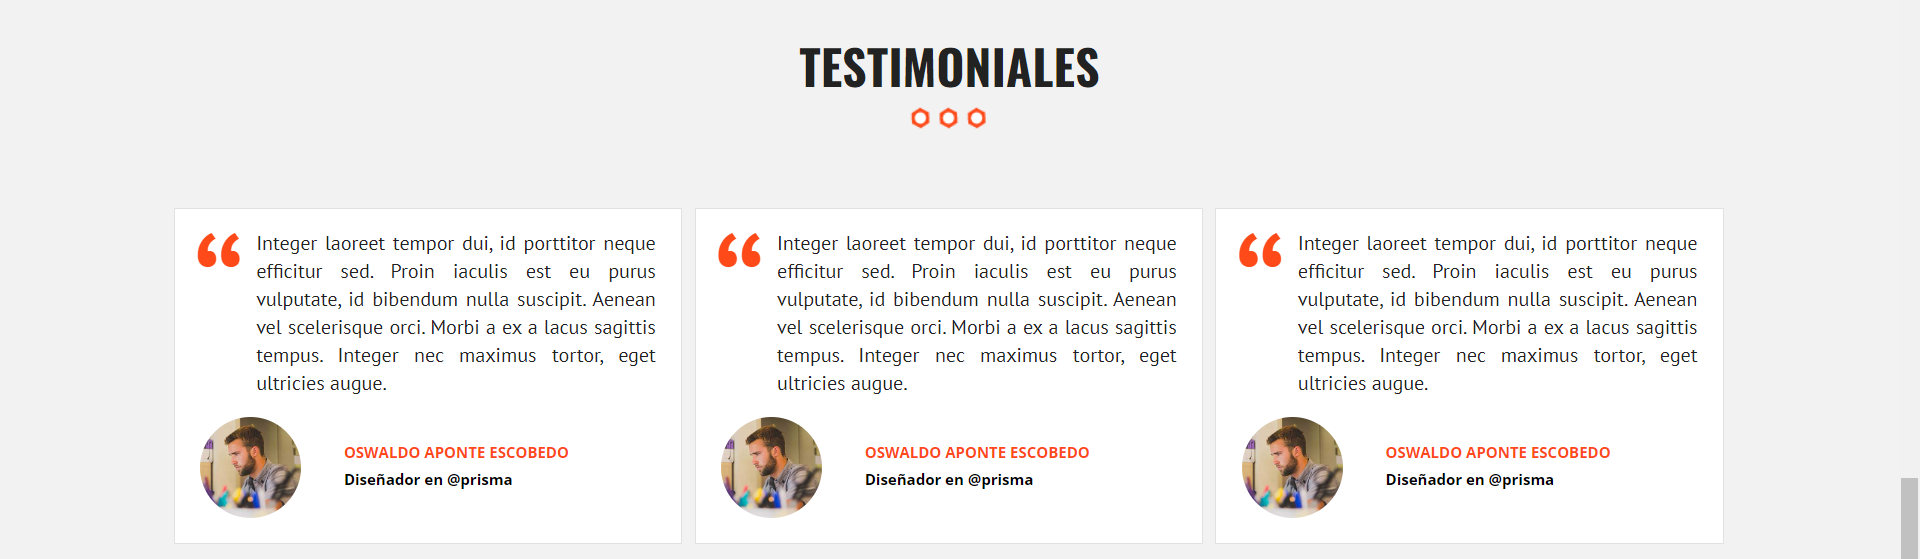 TESTIMONIALES
“ Integer laoreet tempor dui, id porttitor neque
efficitur sed. Proin iaculis est eu purus
vulputate, id bibendum nulla suscipit. Aenean
vel scelerisque orci. Morbi a ex a lacus sagittis
tempus. Integer nec maximus tortor, eget
ultricies augue.
OSWALDO APONTE ESCOBEDO
Diseñador en @prisma
“ Integer laoreet tempor dui, id porttitor neque
efficitur sed. Proin iaculis est eu purus
vulputate, id bibendum nulla suscipit. Aenean
vel scelerisque orci. Morbi a ex a lacus sagittis
tempus. Integer nec maximus tortor, eget
ultricies augue.
OSWALDO APONTE ESCOBEDO
Diseñador en @prisma
“ Integer laoreet tempor dui, id porttitor neque
efficitur sed. Proin iaculis est eu purus
vulputate, id bibendum nulla suscipit. Aenean
vel scelerisque orci. Morbi a ex a lacus sagittis
tempus. Integer nec maximus tortor, eget
ultricies augue.
OSWALDO APONTE ESCOBEDO
Diseñador en @prisma